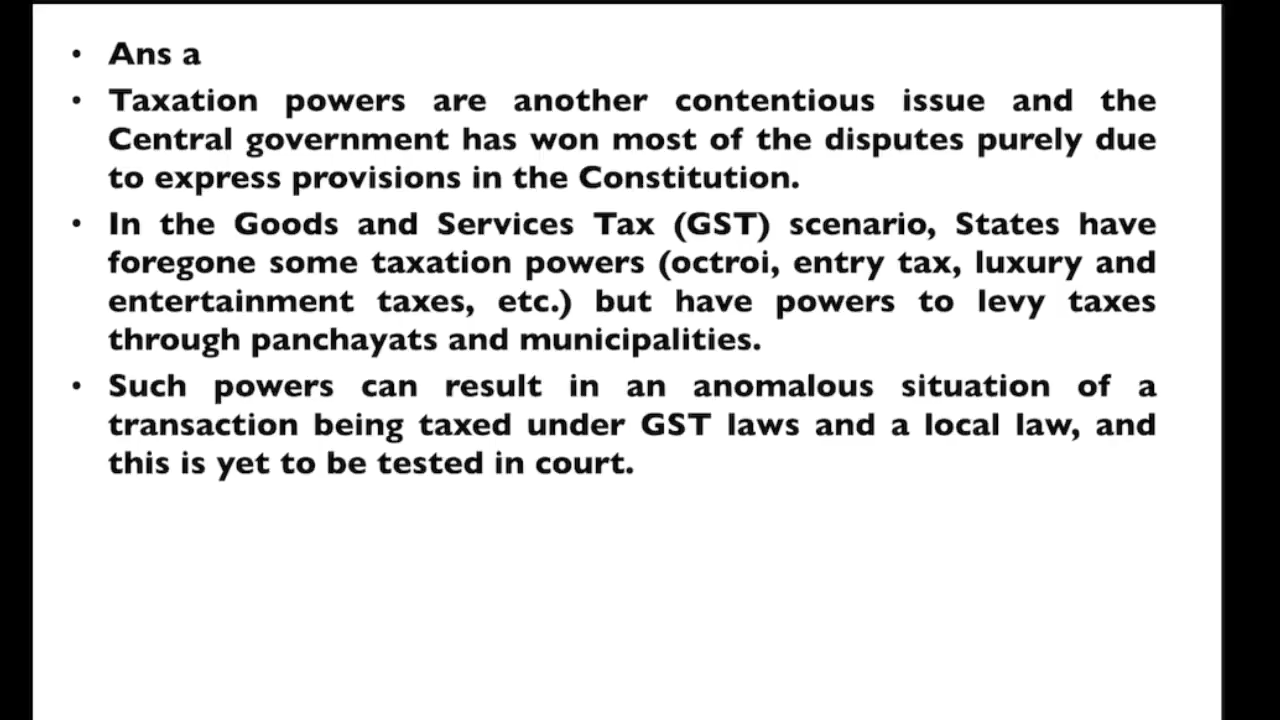 • Ans a
• Taxation powers are another contentious issue and the
Central government has won most of the disputes purely due
to express provisions in the Constitution.
• In the Goods and Services Tax (GST) scenario, States have
foregone some taxation powers (octroi, entry tax, luxury and
entertainment taxes, etc.) but have powers to levy taxes
through panchayats and municipalities.
• Such powers can result in an anomalous situation of a
transaction being taxed under GST laws and a local law, and
this is yet to be tested in court.